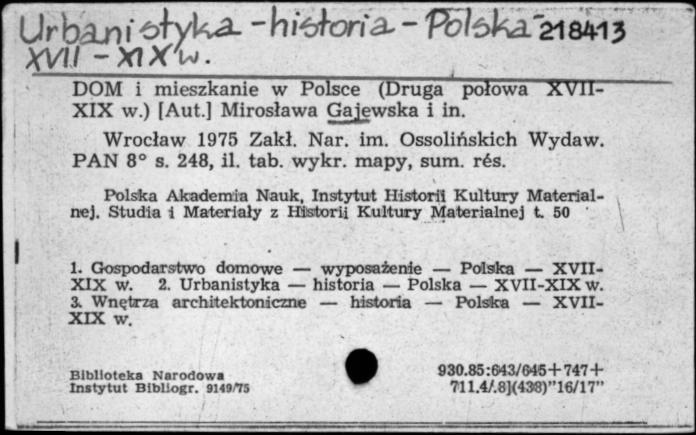 Urbanistyka - historia - Polska - 218413
XVII - XIX w.
DOM i mieszkanie w Polsce (Druga połowa XVII-
XIX w.) [Aut.] Mirosława Gajewska i in.
Wrocław 1975 Zakł. Nar. im. Ossolińskich Wydaw.
PAN 8° s. 248, il. tab. wykr. mapy, sum. rés.
Polska Akademia Nauk, Instytut Historii Kultury Material-
nej. Studia i Materiały z Historii Kultury Materialnej t. 50
1. Gospodarstwo domowe — wyposażenie — Polska — XVII-
XIX w. 2. Urbanistyka — historia — Polska — XVII-XIX w.
3. Wnętrza architektoniczne — historia — Polska — XVII-
XIX w.
Biblioteka Narodowa
Instytut Bibliogr. 9149/75
930.85:643/645+747+
711.4/.8](438)"16/17"